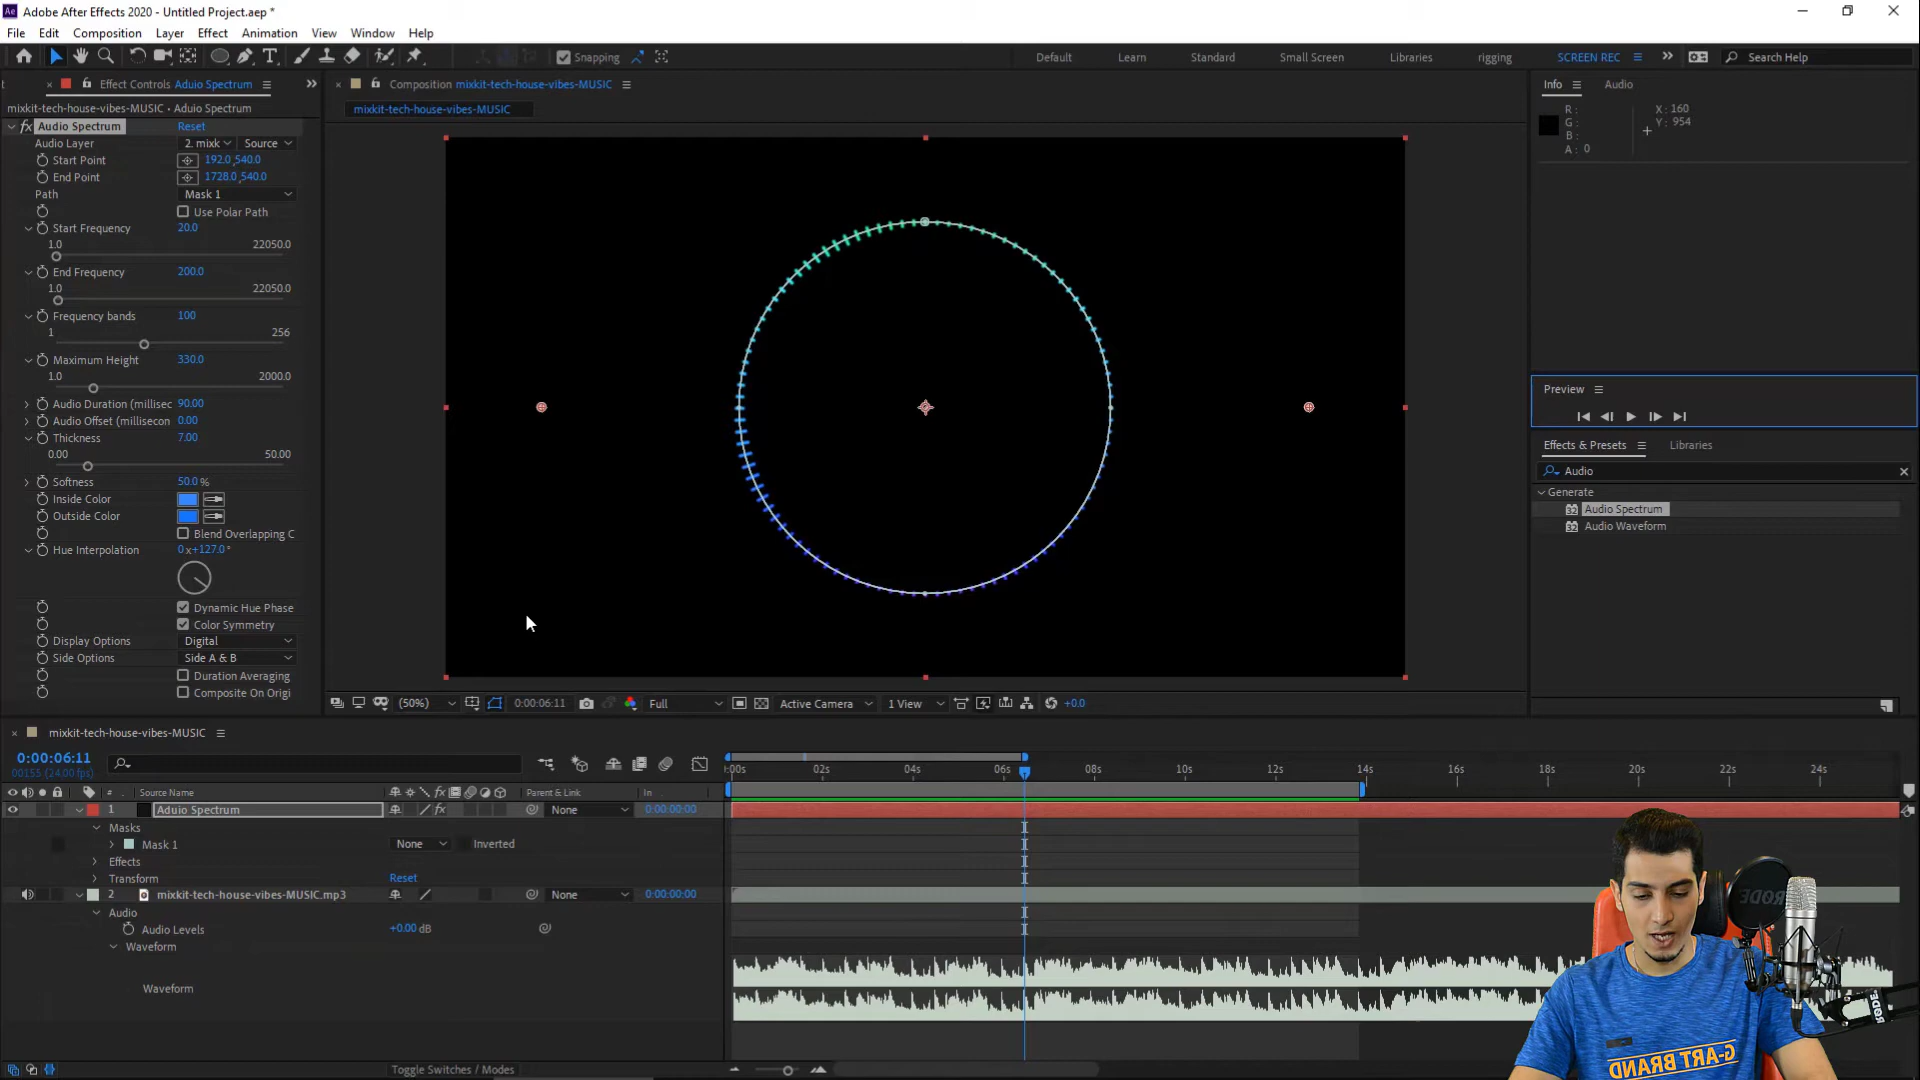 Ae Adobe After Effects 2020 - Untitled Project.aep *
File Edit Composition Layer Effect Animation View Window Help
Snapping Default Learn Standard Small Screen Libraries rigging SCREEN REC Search Help
Effect Controls Aduio Spectrum
mixkit-tech-house-vibes-MUSIC • Aduio Spectrum
fx Audio Spectrum Reset
Audio Layer 2. mixk Source
Start Point 192.0,540.0
End Point 1728.0,540.0
Path Mask 1
Use Polar Path
Start Frequency 20.0
1.0 22050.0
End Frequency 200.0
1.0 22050.0
Frequency bands 100
1 256
Maximum Height 330.0
1.0 2000.0
Audio Duration (millisec 90.00
Audio Offset (millisecon 0.00
Thickness 7.00
0.00 50.00
Softness 50.0 %
Inside Color
Outside Color
Blend Overlapping C
Hue Interpolation 0x+127.0°
Dynamic Hue Phase
Color Symmetry
Display Options Digital
Side Options Side A & B
Duration Averaging
Composite On Origi
Composition mixkit-tech-house-vibes-MUSIC
mixkit-tech-house-vibes-MUSIC
(50%) 0:00:06:11 Full Active Camera 1 View +0.0
Info Audio
R :
G :
B :
A : 0
X : 160
Y : 954
Preview
Effects & Presets Libraries
Audio
Generate
32 Audio Spectrum
32 Audio Waveform
mixkit-tech-house-vibes-MUSIC
0:00:06:11
00155 (24.00 fps)
:00s 02s 04s 06s 08s 10s 12s 14s 16s 18s 20s 22s 24s
# Source Name fx Parent & Link In
1 Aduio Spectrum fx None 0:00:00:00
Masks
Mask 1 None Inverted
Effects
Transform Reset
2 mixkit-tech-house-vibes-MUSIC.mp3 None 0:00:00:00
Audio
Audio Levels +0.00 dB
Waveform
Waveform
Toggle Switches / Modes
RØDE
RØDE
G-ART BRAND